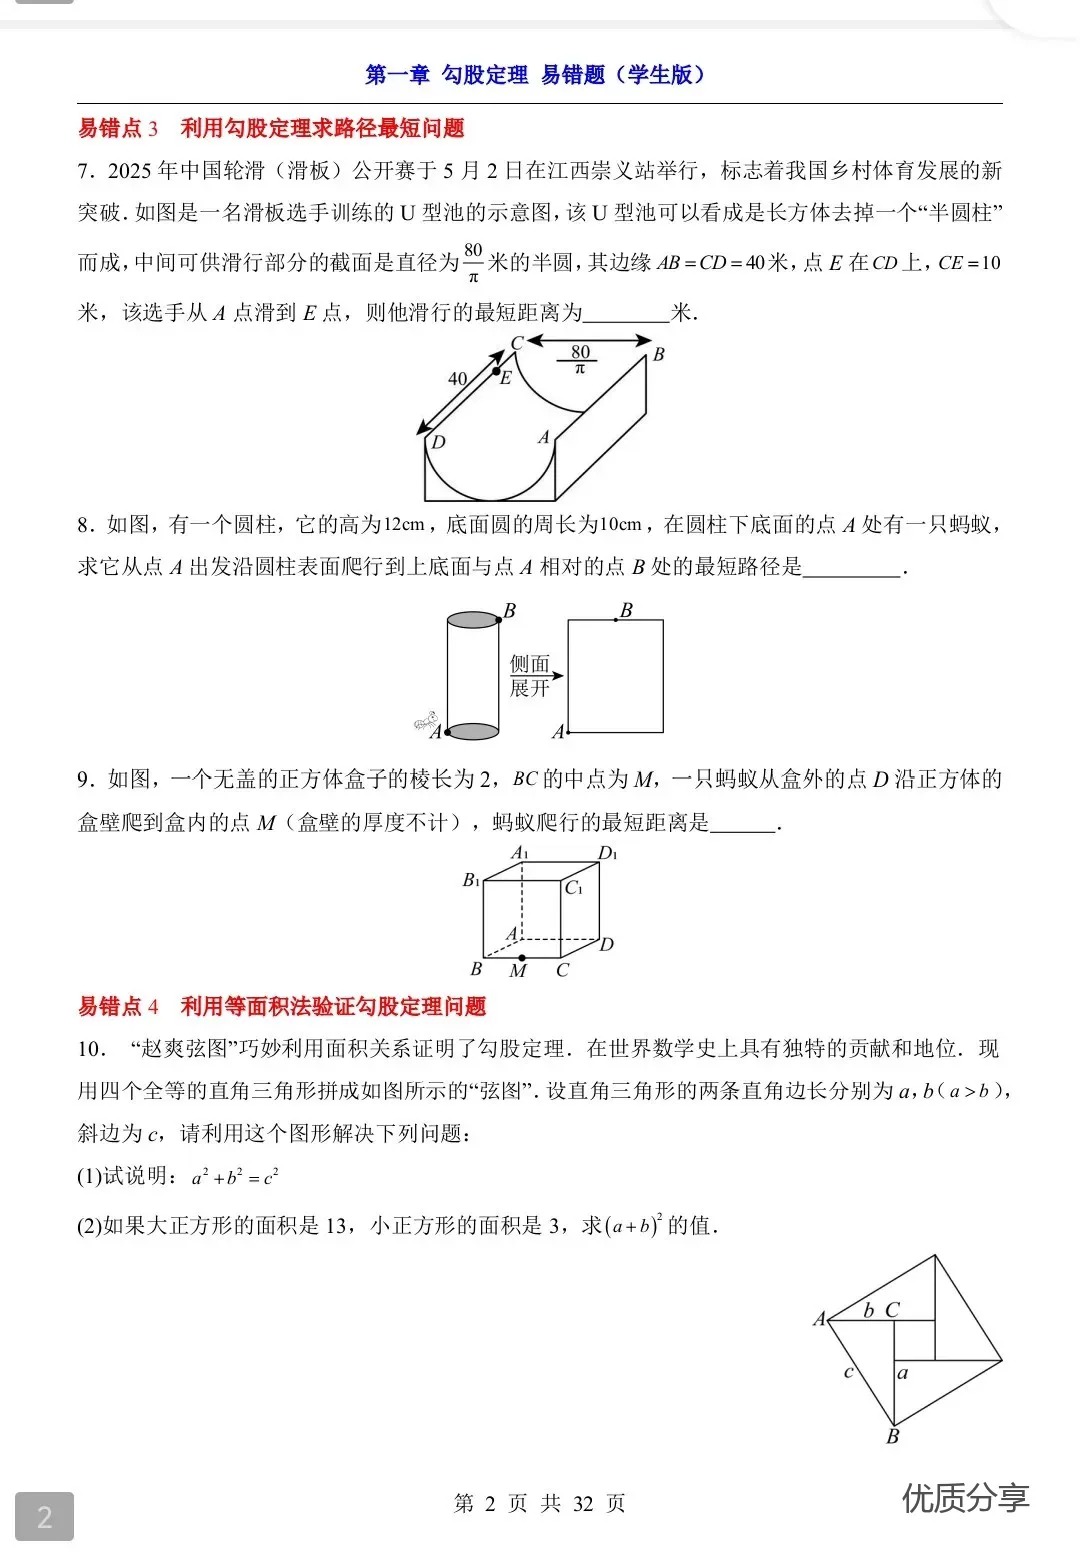 第一章 勾股定理 易错题（学生版）
易错点 3 利用勾股定理求路径最短问题
7．2025 年中国轮滑（滑板）公开赛于 5 月 2 日在江西崇义站举行，标志着我国乡村体育发展的新
突破．如图是一名滑板选手训练的 U 型池的示意图，该 U 型池可以看成是长方体去掉一个“半圆柱”
而成，中间可供滑行部分的截面是直径为80/π米的半圆，其边缘 AB=CD=40米，点 E 在CD上，CE=10
米，该选手从 A 点滑到 E 点，则他滑行的最短距离为________米．
C 80/π B
40 E
D A
8．如图，有一个圆柱，它的高为12cm，底面圆的周长为10cm，在圆柱下底面的点 A 处有一只蚂蚁，
求它从点 A 出发沿圆柱表面爬行到上底面与点 A 相对的点 B 处的最短路径是_________．
B B
侧面
展开
A A
9．如图，一个无盖的正方体盒子的棱长为 2，BC的中点为 M，一只蚂蚁从盒外的点 D 沿正方体的
盒壁爬到盒内的点 M（盒壁的厚度不计），蚂蚁爬行的最短距离是______．
A₁ D₁
B₁ C₁
A D
B M C
易错点 4 利用等面积法验证勾股定理问题
10． “赵爽弦图”巧妙利用面积关系证明了勾股定理．在世界数学史上具有独特的贡献和地位．现
用四个全等的直角三角形拼成如图所示的“弦图”．设直角三角形的两条直角边长分别为 a，b（a>b），
斜边为 c，请利用这个图形解决下列问题：
(1)试说明：a²+b²=c²
(2)如果大正方形的面积是 13，小正方形的面积是 3，求(a+b)²的值．
A b C
c a
B
第 2 页 共 32 页
优质分享
2